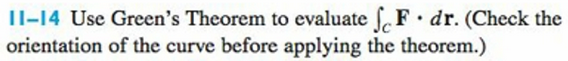 11–14 Use Green's Theorem to evaluate ∫_C F · dr. (Check the
orientation of the curve before applying the theorem.)